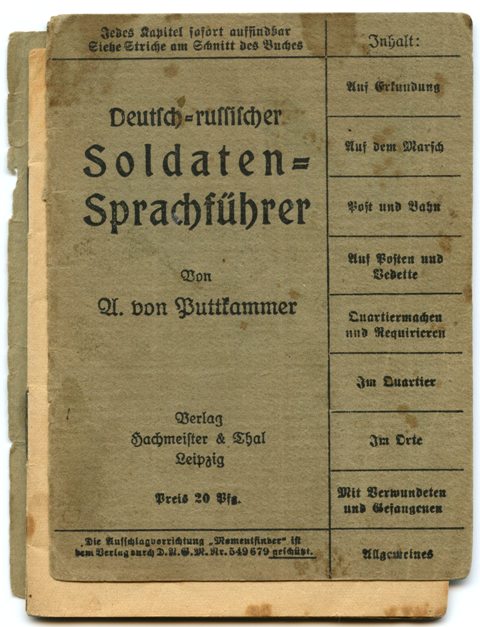 Jedes Kapitel sofort auffindbar
Siehe Striche am Schnitt des Buches
Deutsch=russischer
Soldaten=
Sprachführer
Von
A. von Puttkammer
Verlag
Hachmeister & Thal
Leipzig
Preis 20 Pfg.
Die Aufschlagvorrichtung „Momentfinder“ ist
dem Verlag durch D.R.G.M. Nr. 549679 geschützt.
Inhalt:
Auf Erkundung
Auf dem Marsch
Post und Bahn
Auf Posten und
Vedette
Quartiermachen
und Requirieren
Im Quartier
Im Orte
Mit Verwundeten
und Gefangenen
Allgemeines